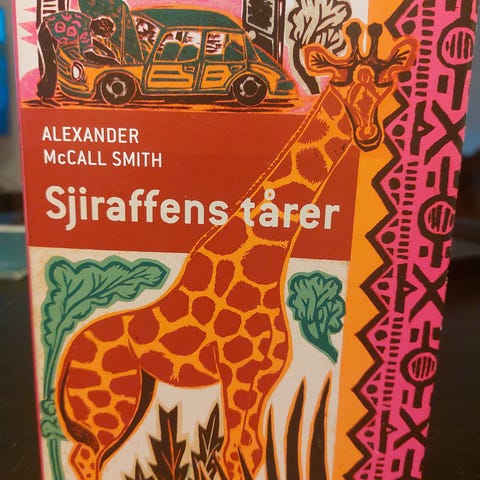 ALEXANDER
McCALL SMITH
Sjiraffens tårer